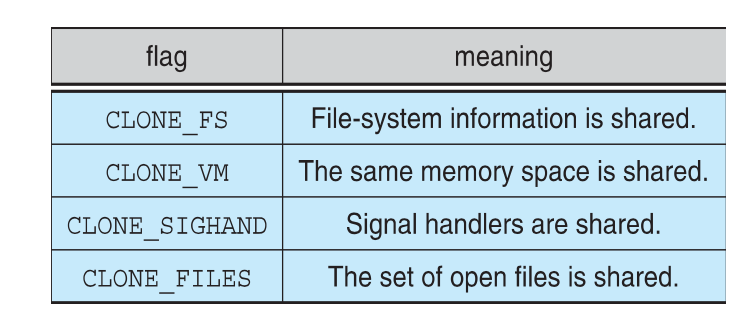 flag meaning
CLONE_FS File-system information is shared.
CLONE_VM The same memory space is shared.
CLONE_SIGHAND Signal handlers are shared.
CLONE_FILES The set of open files is shared.